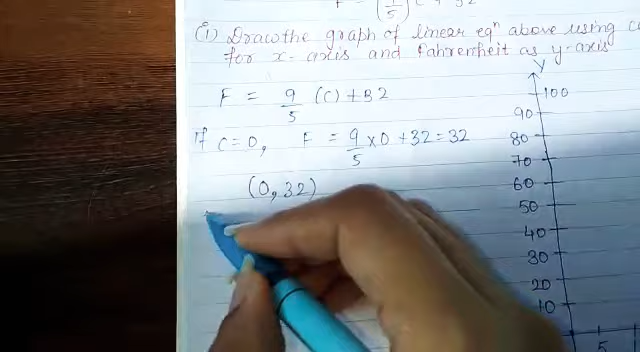 (i) Draw the graph of linear eqⁿ above using
for x-axis and Fahrenheit as y-axis
F = 9/5 (C) + 32
If C=0, F = 9/5 x 0 + 32 = 32
(0, 32)
Y
100
90
80
70
60
50
40
30
20
10
5